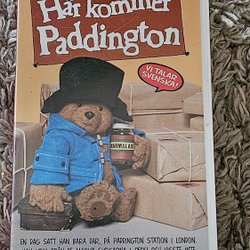 Här kommer
Paddington
VI TALAR
SVENSKA!
MARMALADE
EN DAG SATT HAN BARA DÄR, PÅ PADDINGTON STATION I LONDON.